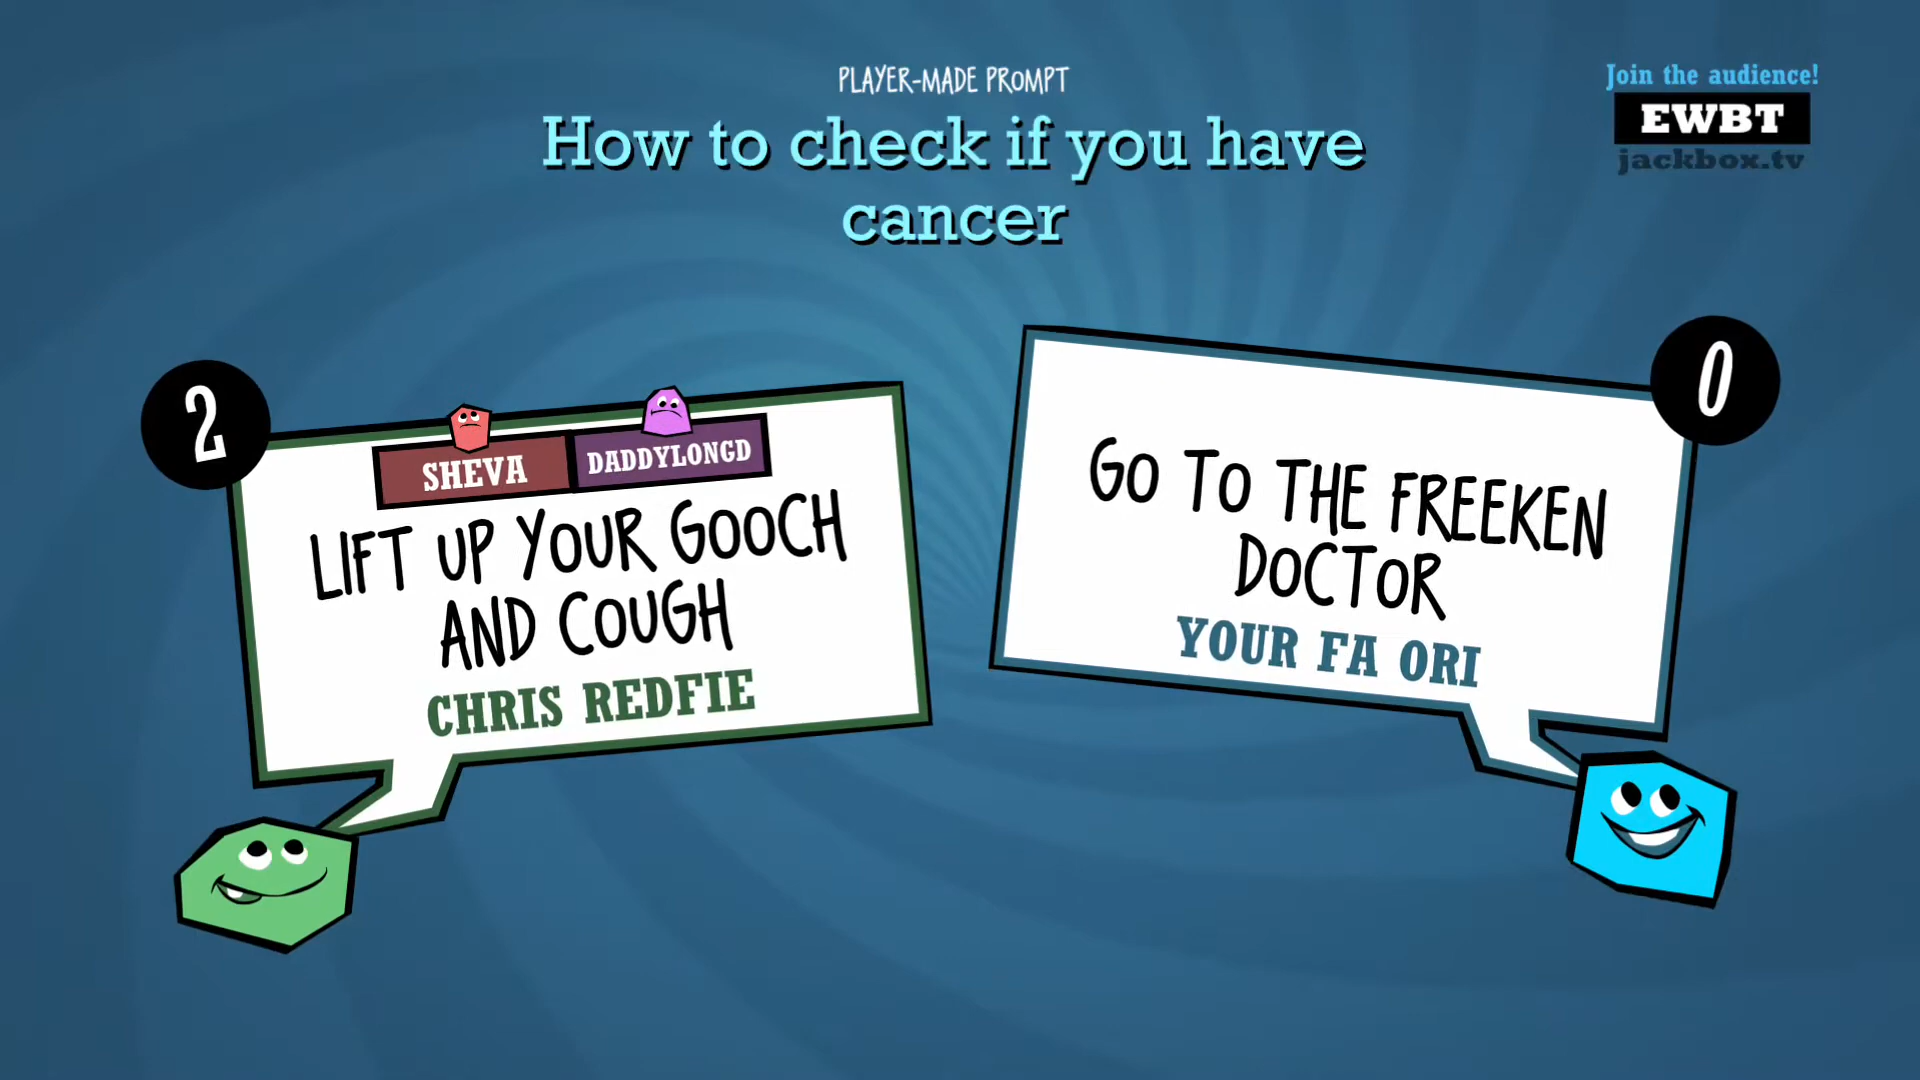 PLAYER-MADE PROMPT
How to check if you have
cancer
Join the audience!
EWBT
jackbox.tv
2
SHEVA
DADDYLONGD
LIFT UP YOUR GOOCH
AND COUGH
CHRIS REDFIE
0
GO TO THE FREEKEN
DOCTOR
YOUR FA ORI